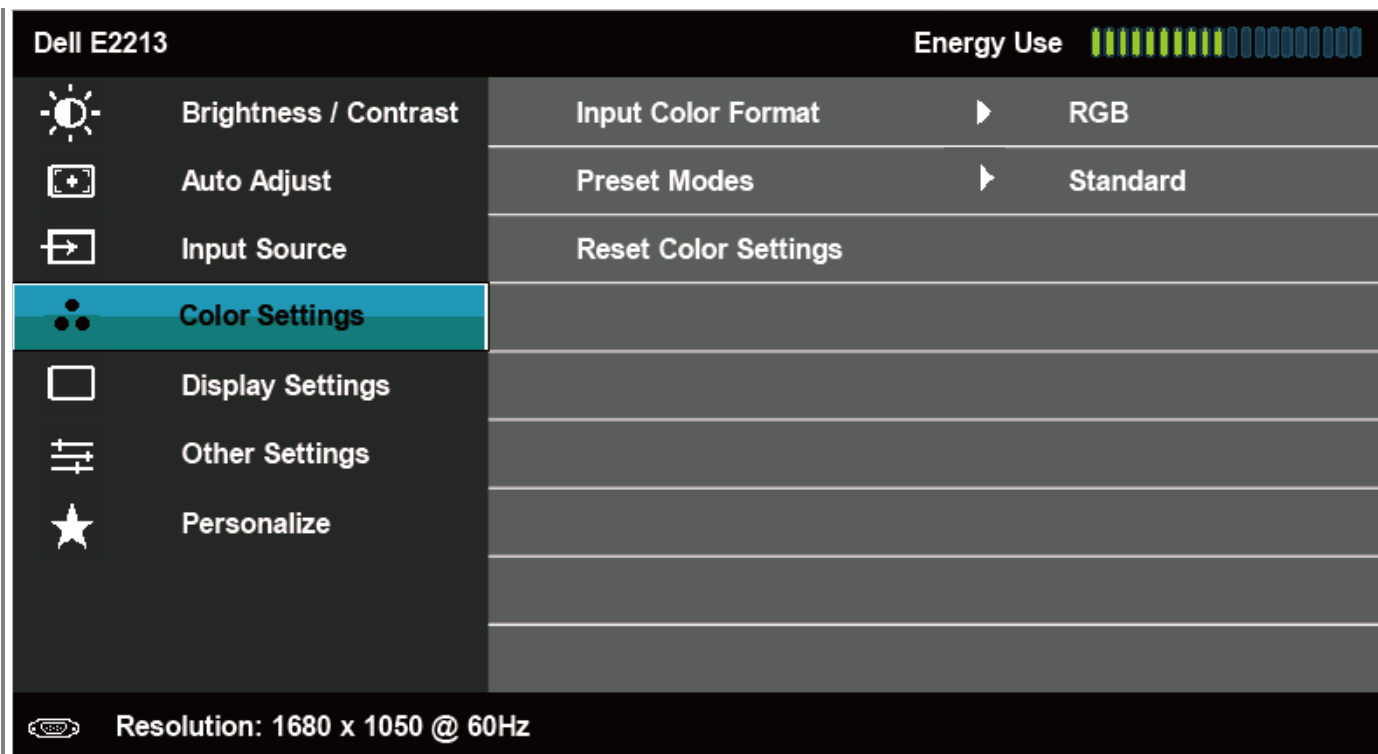 Dell E2213 Energy Use
Brightness / Contrast Input Color Format RGB
Auto Adjust Preset Modes Standard
Input Source Reset Color Settings
Color Settings
Display Settings
Other Settings
Personalize
Resolution: 1680 x 1050 @ 60Hz